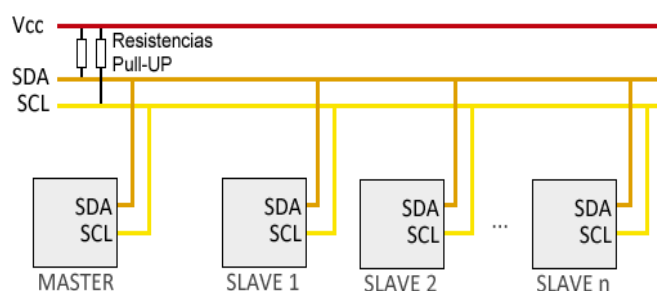 Vcc
Resistencias
Pull-UP
SDA
SCL
SDA
SCL
MASTER
SDA
SCL
SLAVE 1
SDA
SCL
SLAVE 2
...
SDA
SCL
SLAVE n